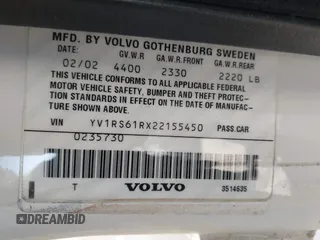 MFD. BY VOLVO GOTHENBURG SWEDEN
DATE: GV.W.R GA.W.R.FRONT GA.W.R.REAR
02/02 4400 2330 2220 LB
THIS CAR CONFORMS TO ALL APPLICABLE FEDERAL
MOTOR VEHICLE SAFETY, BUMPER AND THEFT PROTEC-
TION STANDARDS IN EFFECT ON THE DATE OF MANUFAC-
TURE SHOWN ABOVE.
VIN YV1RS61RX22155450 PASS.CAR
0235730
T VOLVO 3514635
DREAMBID